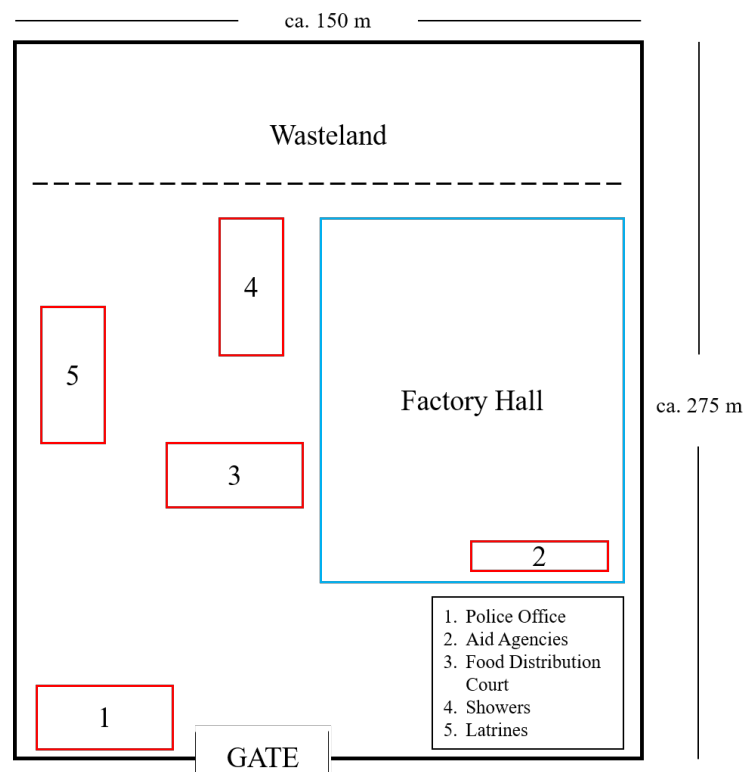 ca. 150 m
Wasteland
4
5
Factory Hall
ca. 275 m
3
2
1. Police Office
2. Aid Agencies
3. Food Distribution
Court
4. Showers
5. Latrines
1
GATE